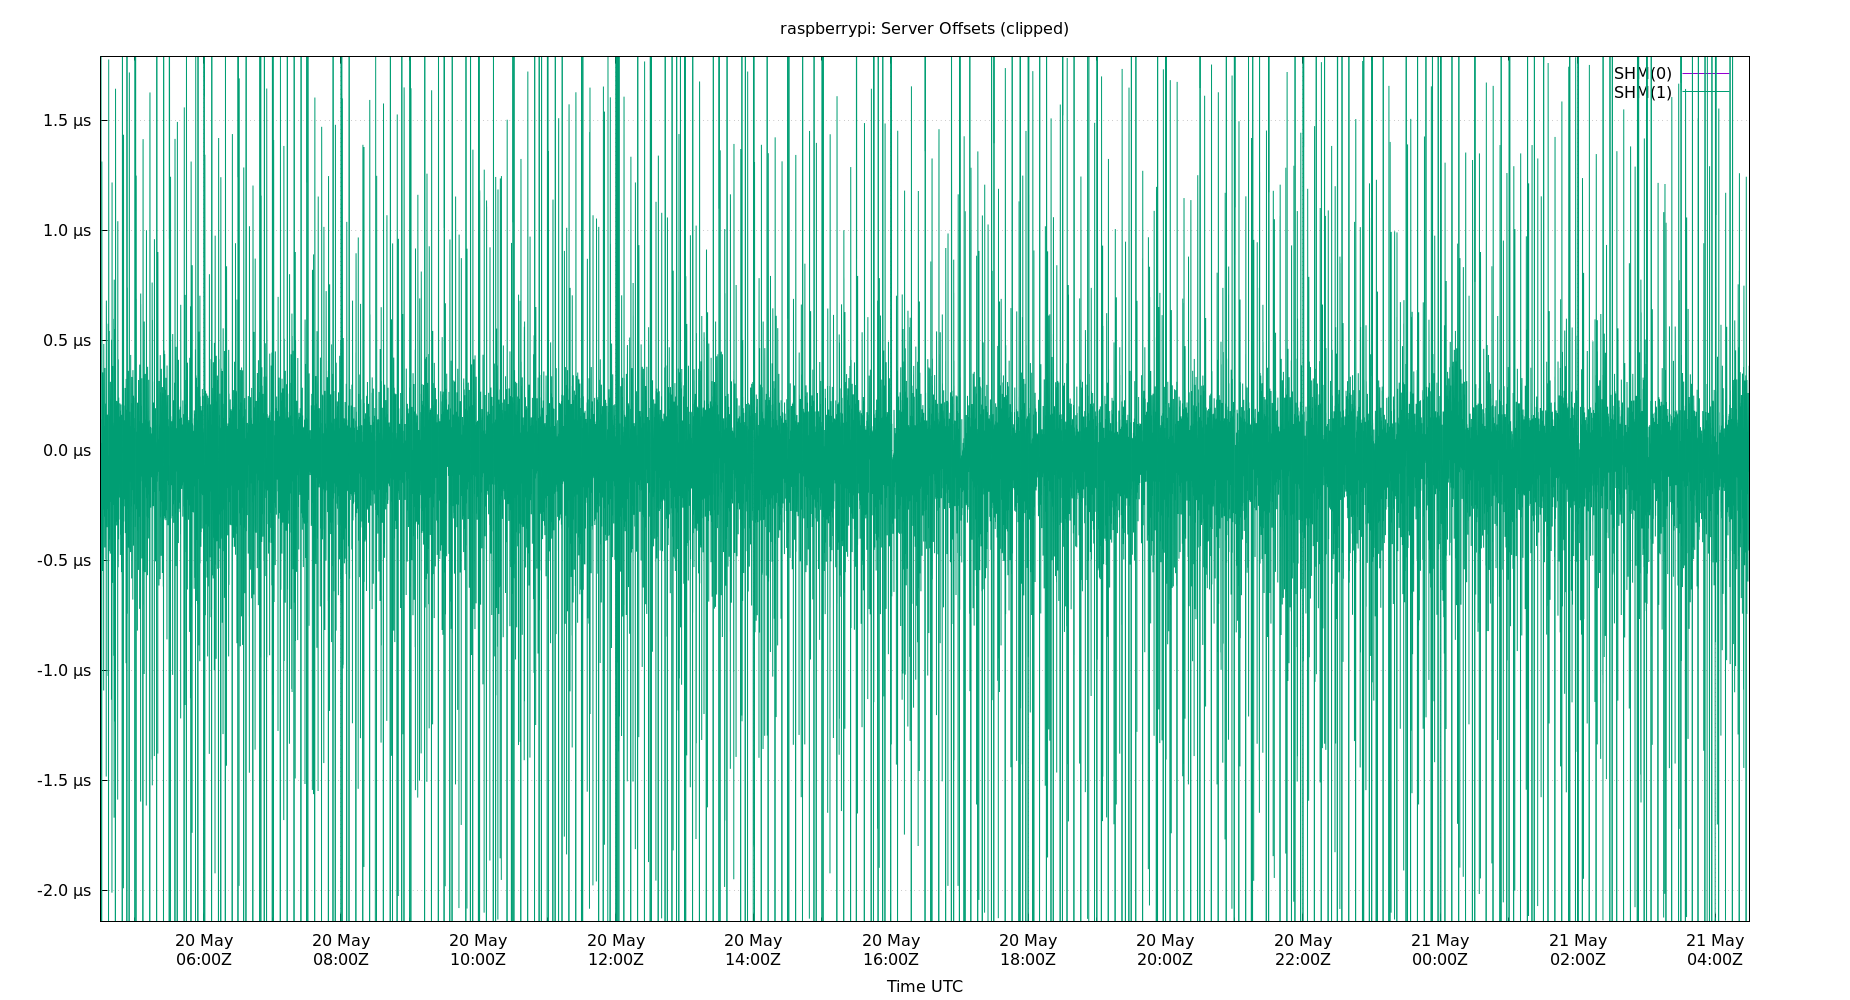 raspberrypi: Server Offsets (clipped)
SHM(0)
SHM(1)
1.5 µs
1.0 µs
0.5 µs
0.0 µs
-0.5 µs
-1.0 µs
-1.5 µs
-2.0 µs
20 May 20 May 20 May 20 May 20 May 20 May 20 May 20 May 20 May 21 May 21 May 21 May
06:00Z 08:00Z 10:00Z 12:00Z 14:00Z 16:00Z 18:00Z 20:00Z 22:00Z 00:00Z 02:00Z 04:00Z
Time UTC